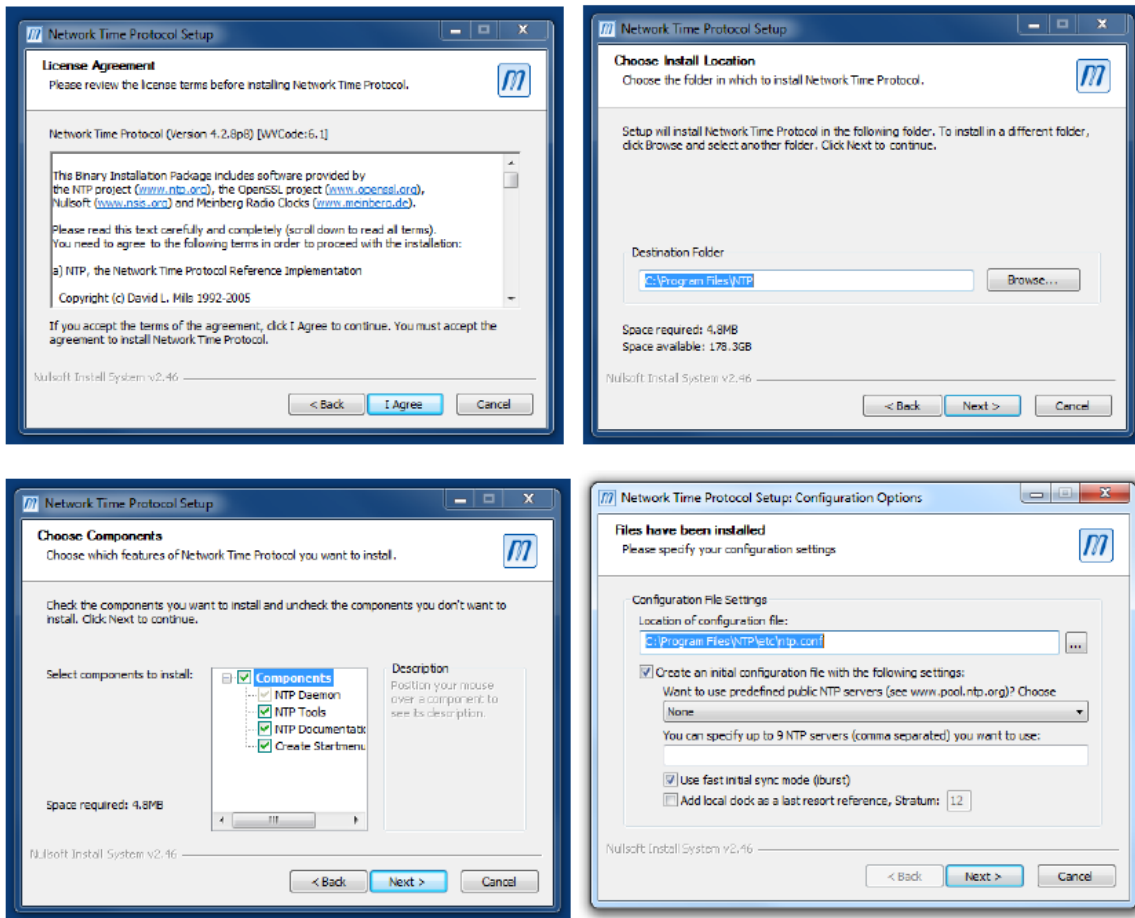 Network Time Protocol Setup
License Agreement
Please review the license terms before installing Network Time Protocol.
Network Time Protocol (Version 4.2.8p8) [WVCode:6.1]
This Binary Installation Package includes software provided by
the NTP project (www.ntp.org), the OpenSSL project (www.openssl.org),
Nullsoft (www.nsis.org) and Meinberg Radio Clocks (www.meinberg.de).
Please read this text carefully and completely (scroll down to read all terms).
You need to agree to the following terms in order to proceed with the installation:
a) NTP, the Network Time Protocol Reference Implementation
Copyright (c) David L. Mills 1992-2005
If you accept the terms of the agreement, click I Agree to continue. You must accept the
agreement to install Network Time Protocol.
Nullsoft Install System v2.46
< Back I Agree Cancel
Network Time Protocol Setup
Choose Install Location
Choose the folder in which to install Network Time Protocol.
Setup will install Network Time Protocol in the following folder. To install in a different folder,
click Browse and select another folder. Click Next to continue.
Destination Folder
C:\Program Files\NTP Browse...
Space required: 4.8MB
Space available: 178.3GB
Nullsoft Install System v2.46
< Back Next > Cancel
Network Time Protocol Setup
Choose Components
Choose which features of Network Time Protocol you want to install.
Check the components you want to install and uncheck the components you don't want to
install. Click Next to continue.
Select components to install:
Components
NTP Daemon
NTP Tools
NTP Documentatic
Create Startmenu
Description
Position your mouse
over a component to
see its description.
Space required: 4.8MB
Nullsoft Install System v2.46
< Back Next > Cancel
Network Time Protocol Setup: Configuration Options
Files have been installed
Please specify your configuration settings
Configuration File Settings
Location of configuration file:
C:\Program Files\NTP\etc\ntp.conf ...
Create an initial configuration file with the following settings:
Want to use predefined public NTP servers (see www.pool.ntp.org)? Choose
None
You can specify up to 9 NTP servers (comma separated) you want to use:
Use fast initial sync mode (iburst)
Add local clock as a last resort reference, Stratum: 12
Nullsoft Install System v2.46
< Back Next > Cancel